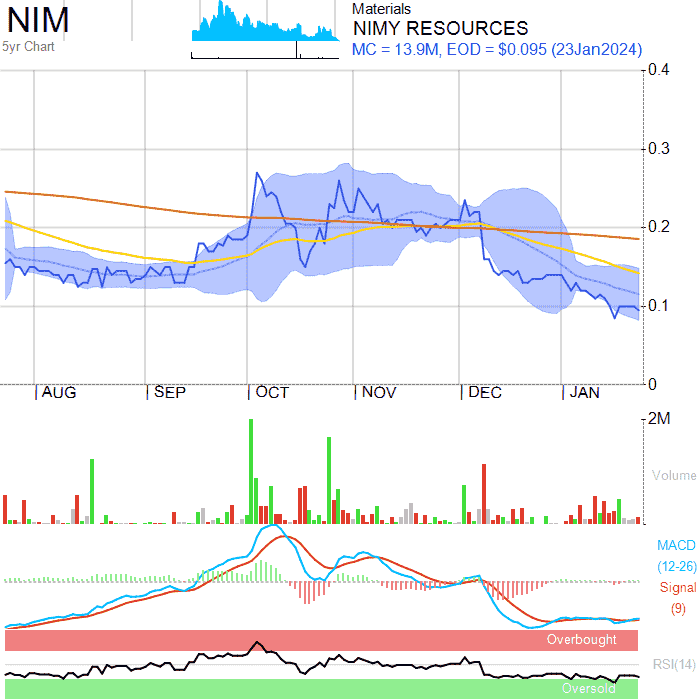 NIM
5yr Chart
Materials
NIMY RESOURCES
MC = 13.9M, EOD = $0.095 (23Jan2024)
0.4
0.3
0.2
0.1
0
AUG
SEP
OCT
NOV
DEC
JAN
2M
Volume
MACD
(12-26)
Signal
(9)
Overbought
RSI(14)
Oversold